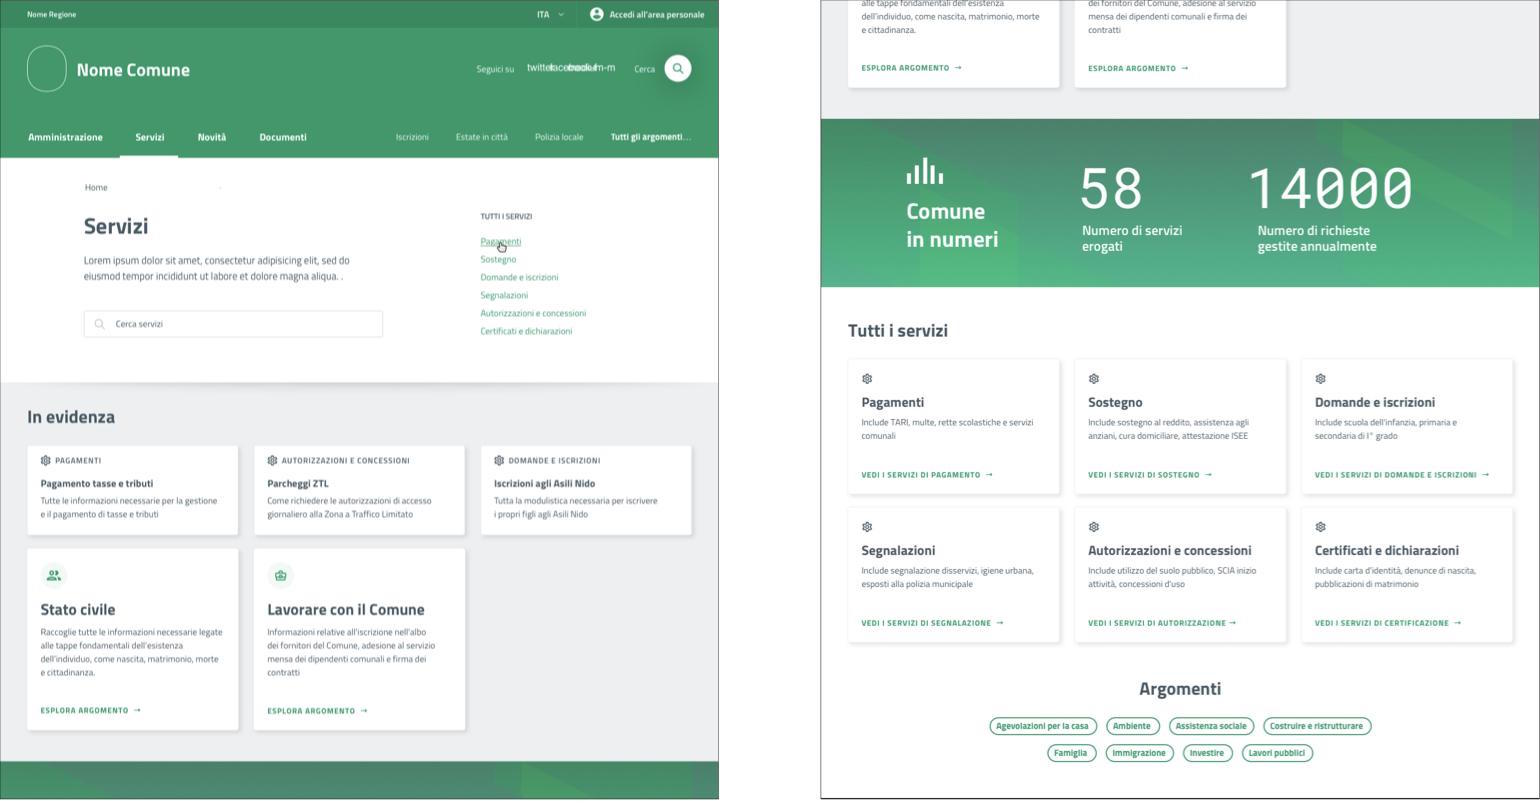 Nome Regione
ITA
Accedi all'area personale
Nome Comune
Seguici su
Cerca
Amministrazione
Servizi
Novità
Documenti
Iscrizioni
Estate in città
Polizia locale
Tutti gli argomenti...
Home
Servizi
Lorem ipsum dolor sit amet, consectetur adipisicing elit, sed do
eiusmod tempor incididunt ut labore et dolore magna aliqua. .
Cerca servizi
TUTTI I SERVIZI
Pagamenti
Sostegno
Domande e iscrizioni
Segnalazioni
Autorizzazioni e concessioni
Certificati e dichiarazioni
In evidenza
PAGAMENTI
Pagamento tasse e tributi
Tutte le informazioni necessarie per la gestione
e il pagamento di tasse e tributi
AUTORIZZAZIONI E CONCESSIONI
Parcheggi ZTL
Come richiedere le autorizzazioni di accesso
giornaliero alla Zona a Traffico Limitato
DOMANDE E ISCRIZIONI
Iscrizioni agli Asili Nido
Tutta la modulistica necessaria per iscrivere
i propri figli agli Asili Nido
Stato civile
Raccoglie tutte le informazioni necessarie legate
alle tappe fondamentali dell'esistenza
dell'individuo, come nascita, matrimonio, morte
e cittadinanza.
ESPLORA ARGOMENTO →
Lavorare con il Comune
Informazioni relative all'iscrizione nell'albo
dei fornitori del Comune, adesione al servizio
mensa dei dipendenti comunali e firma dei
contratti
ESPLORA ARGOMENTO →
alle tappe fondamentali dell'esistenza
dell'individuo, come nascita, matrimonio, morte
e cittadinanza.
ESPLORA ARGOMENTO →
dei fornitori del Comune, adesione al servizio
mensa dei dipendenti comunali e firma dei
contratti
ESPLORA ARGOMENTO →
Comune
in numeri
58
Numero di servizi
erogati
14000
Numero di richieste
gestite annualmente
Tutti i servizi
Pagamenti
Include TARI, multe, rette scolastiche e servizi
comunali
VEDI I SERVIZI DI PAGAMENTO →
Sostegno
Include sostegno al reddito, assistenza agli
anziani, cura domiciliare, attestazione ISEE
VEDI I SERVIZI DI SOSTEGNO →
Domande e iscrizioni
Include scuola dell'infanzia, primaria e
secondaria di I° grado
VEDI I SERVIZI DI DOMANDE E ISCRIZIONI →
Segnalazioni
Include segnalazione disservizi, igiene urbana,
esposti alla polizia municipale
VEDI I SERVIZI DI SEGNALAZIONE →
Autorizzazioni e concessioni
Include utilizzo del suolo pubblico, SCIA inizio
attività, concessioni d'uso
VEDI I SERVIZI DI AUTORIZZAZIONE →
Certificati e dichiarazioni
Include carta d'identità, denunce di nascita,
pubblicazioni di matrimonio
VEDI I SERVIZI DI CERTIFICAZIONE →
Argomenti
Agevolazioni per la casa
Ambiente
Assistenza sociale
Costruire e ristrutturare
Famiglia
Immigrazione
Investire
Lavori pubblici